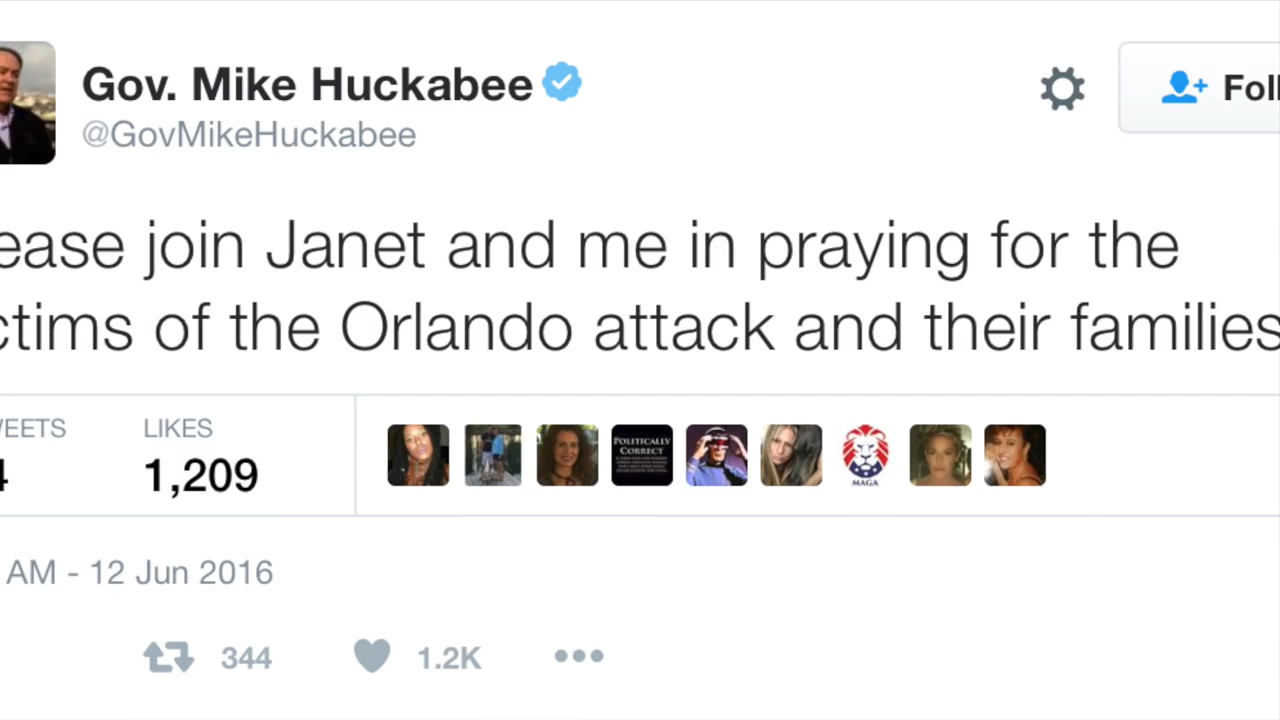 Gov. Mike Huckabee
@GovMikeHuckabee
Foll
ease join Janet and me in praying for the
ctims of the Orlando attack and their families
EETS
LIKES
4
1,209
POLITICALLY
CORRECT
MAGA
AM - 12 Jun 2016
344
1.2K